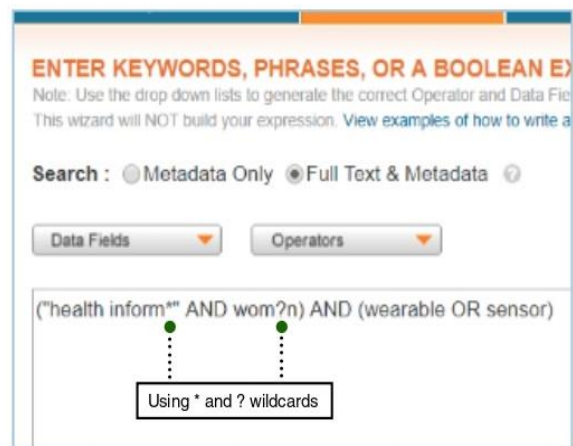 ENTER KEYWORDS, PHRASES, OR A BOOLEAN EX
Note: Use the drop down lists to generate the correct Operator and Data Fie
This wizard will NOT build your expression. View examples of how to write a
Search : Metadata Only Full Text & Metadata ?
Data Fields Operators
("health inform*" AND wom?n) AND (wearable OR sensor)
Using * and ? wildcards